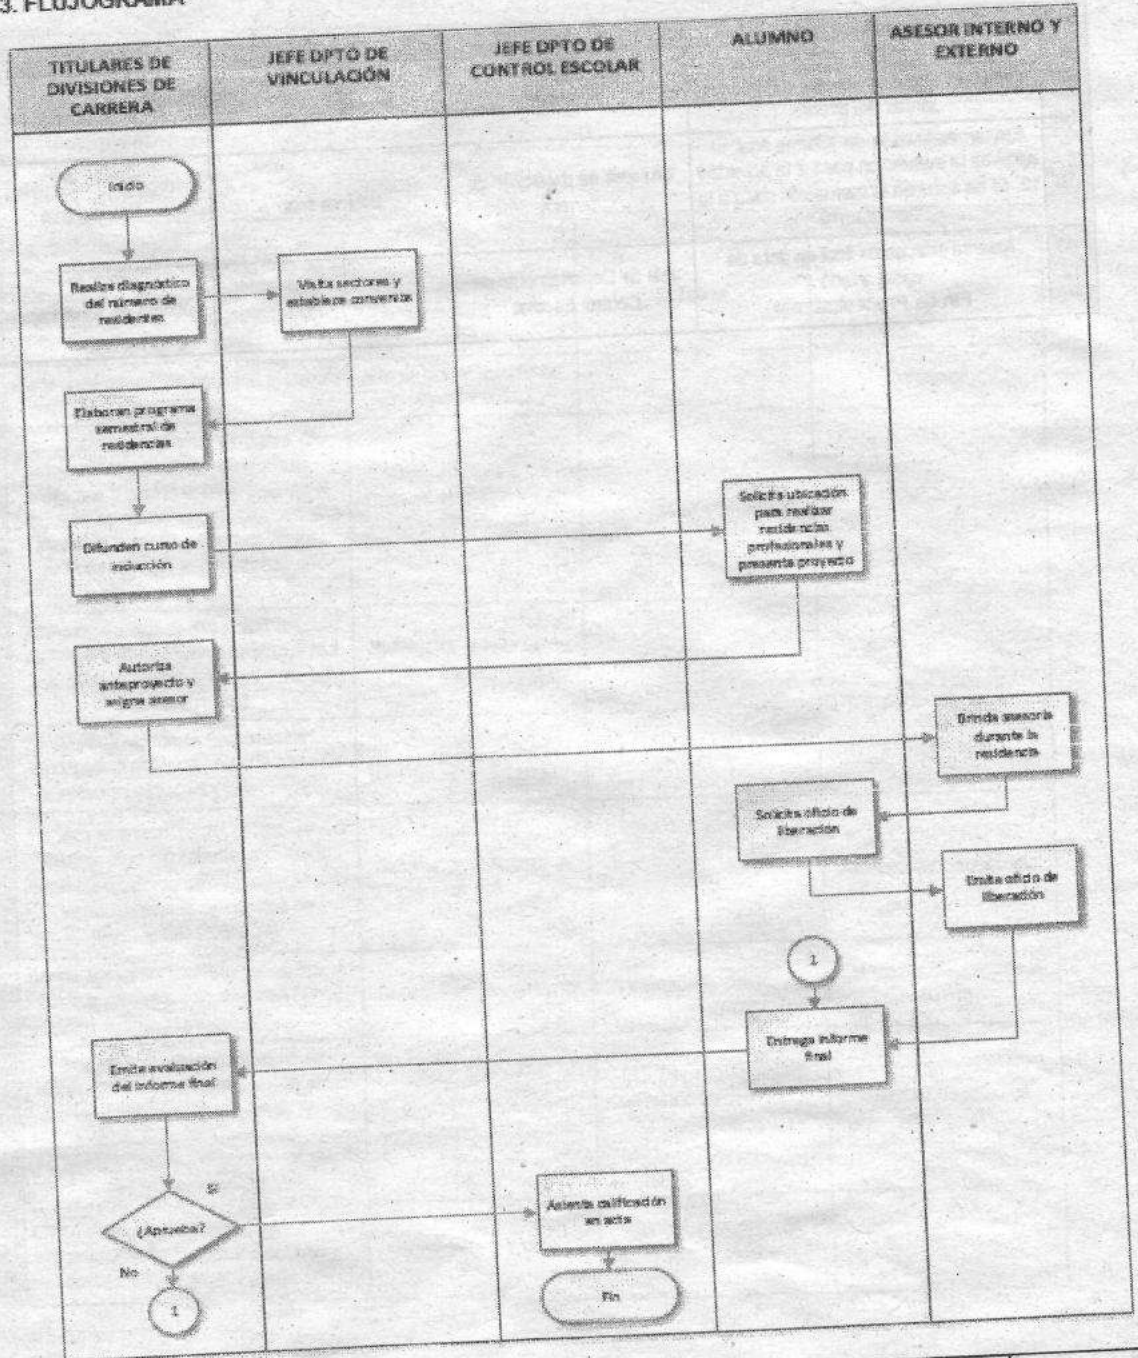 3. FLUJOGRAMA
TITULARES DE
DIVISIONES DE
CARRERA
JEFE DPTO DE
VINCULACIÓN
JEFE DPTO DE
CONTROL ESCOLAR
ALUMNO
ASESOR INTERNO Y
EXTERNO
Inicio
Realiza diagnóstico
del número de
residentes
Visita sectores y
establece convenios
Elaboran programa
semestral de
residencias
Difunden curso de
inducción
Solicita ubicación
para realizar
residencias
profesionales y
presenta proyecto
Autoriza
anteproyecto y
asigna asesor
Brinda asesoría
durante la
residencia
Solicita oficio de
liberación
Emite oficio de
liberación
1
Entrega informe
final
Emite evaluación
del informe final
¿Aprueba?
Si
No
1
Asienta calificación
en acta
Fin